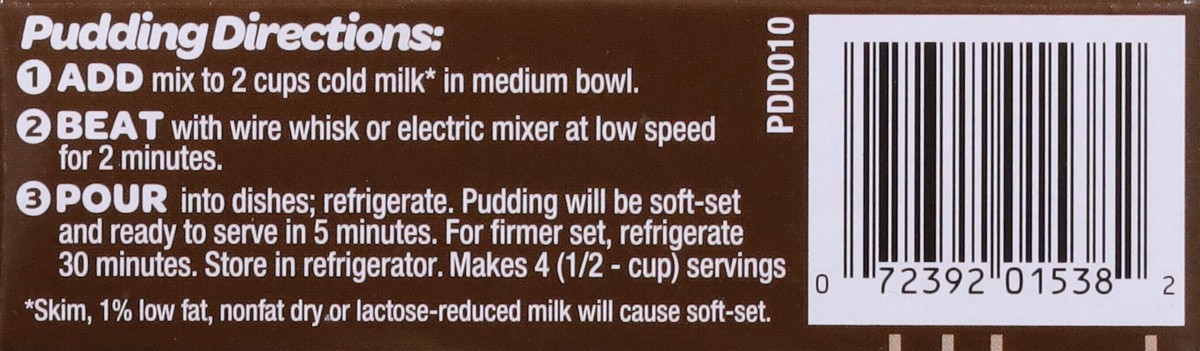 Pudding Directions:
1 ADD mix to 2 cups cold milk* in medium bowl.
2 BEAT with wire whisk or electric mixer at low speed
for 2 minutes.
3 POUR into dishes; refrigerate. Pudding will be soft-set
and ready to serve in 5 minutes. For firmer set, refrigerate
30 minutes. Store in refrigerator. Makes 4 (1/2 - cup) servings
*Skim, 1% low fat, nonfat dry or lactose-reduced milk will cause soft-set.
PDD010
0 72392 01538 2